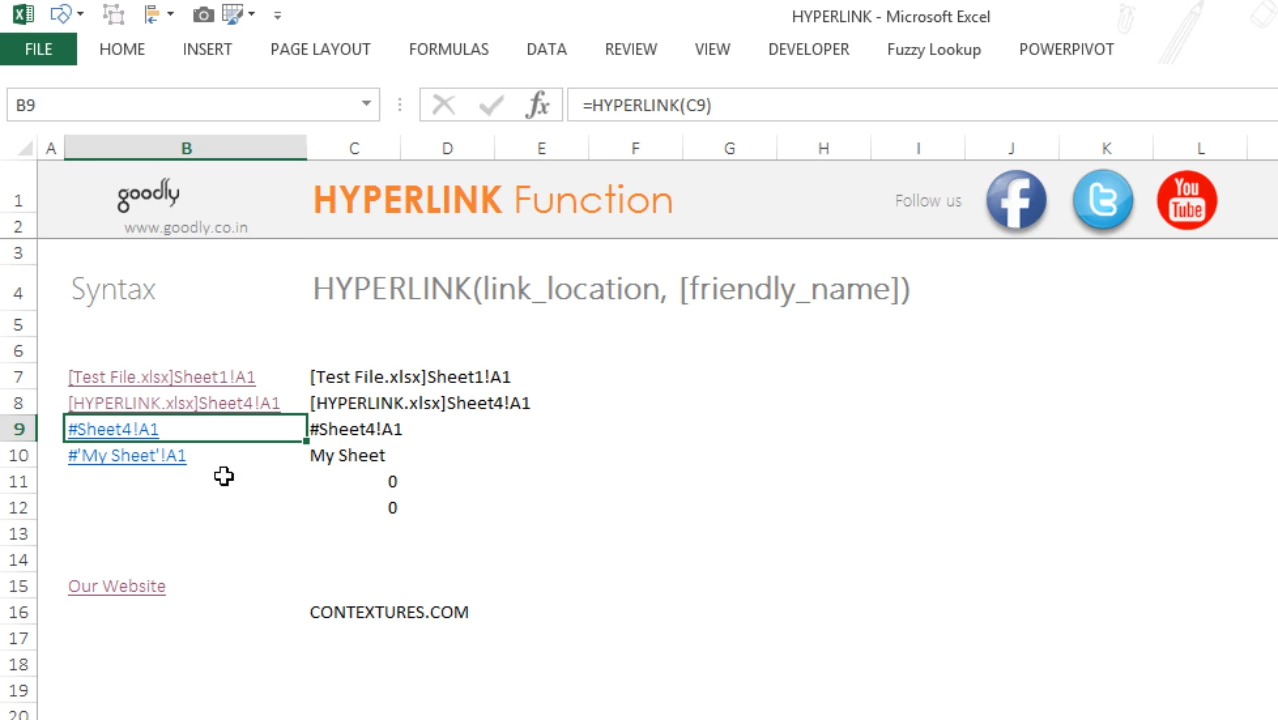 HYPERLINK - Microsoft Excel
FILE HOME INSERT PAGE LAYOUT FORMULAS DATA REVIEW VIEW DEVELOPER Fuzzy Lookup POWERPIVOT
B9 fx =HYPERLINK(C9)
A B C D E F G H I J K L
1 goodly HYPERLINK Function Follow us f You Tube
2 www.goodly.co.in
3
4 Syntax HYPERLINK(link_location, [friendly_name])
5
6
7 [Test File.xlsx]Sheet1!A1 [Test File.xlsx]Sheet1!A1
8 [HYPERLINK.xlsx]Sheet4!A1 [HYPERLINK.xlsx]Sheet4!A1
9 #Sheet4!A1 #Sheet4!A1
10 #'My Sheet'!A1 My Sheet
11 0
12 0
13
14
15 Our Website
16 CONTEXTURES.COM
17
18
19
20